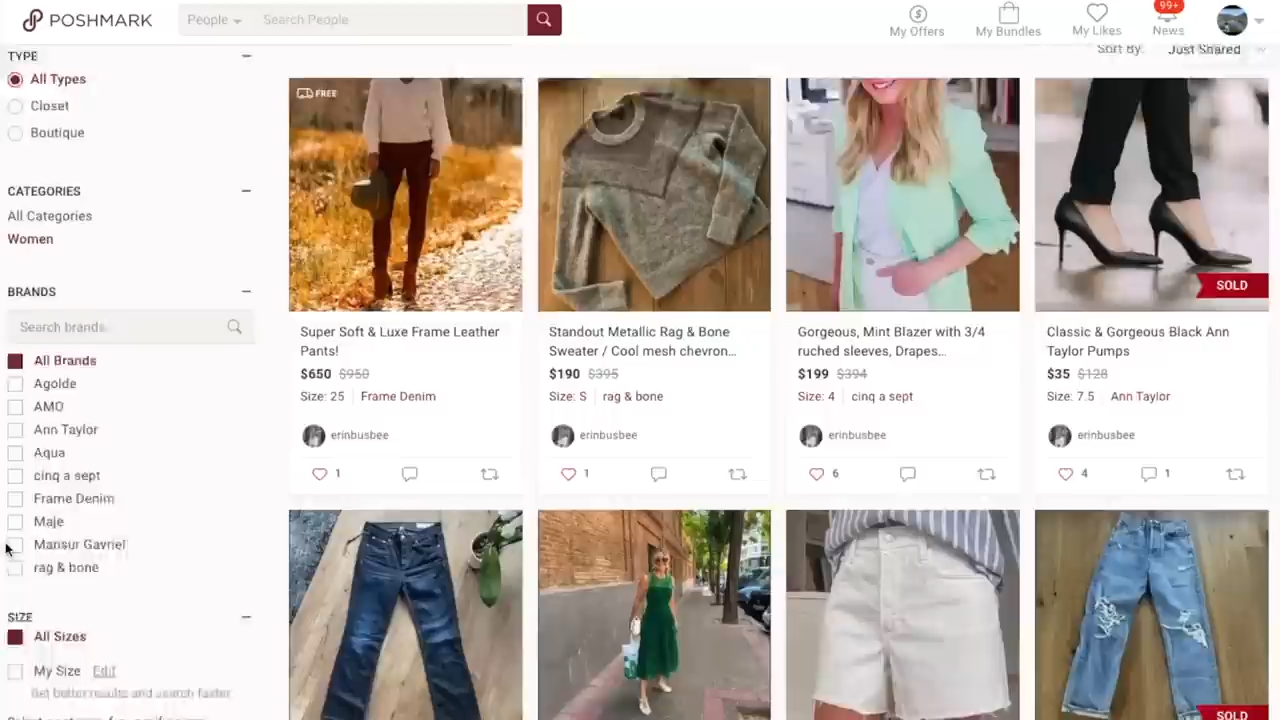 POSHMARK
People
Search People
My Offers
My Bundles
My Likes
99+
News
Sort By:
Just Shared
TYPE
All Types
Closet
Boutique
CATEGORIES
All Categories
Women
BRANDS
Search brands
All Brands
Agolde
AMO
Ann Taylor
Aqua
cinq a sept
Frame Denim
Maje
Mansur Gavriel
rag & bone
SIZE
All Sizes
My Size Edit
Get better results and search faster
FREE
Super Soft & Luxe Frame Leather
Pants!
$650 $950
Size: 25 Frame Denim
erinbusbee
1
Standout Metallic Rag & Bone
Sweater / Cool mesh chevron...
$190 $395
Size: S rag & bone
erinbusbee
1
Gorgeous, Mint Blazer with 3/4
ruched sleeves, Drapes...
$199 $394
Size: 4 cinq a sept
erinbusbee
6
SOLD
Classic & Gorgeous Black Ann
Taylor Pumps
$35 $128
Size: 7.5 Ann Taylor
erinbusbee
4
1
SOLD